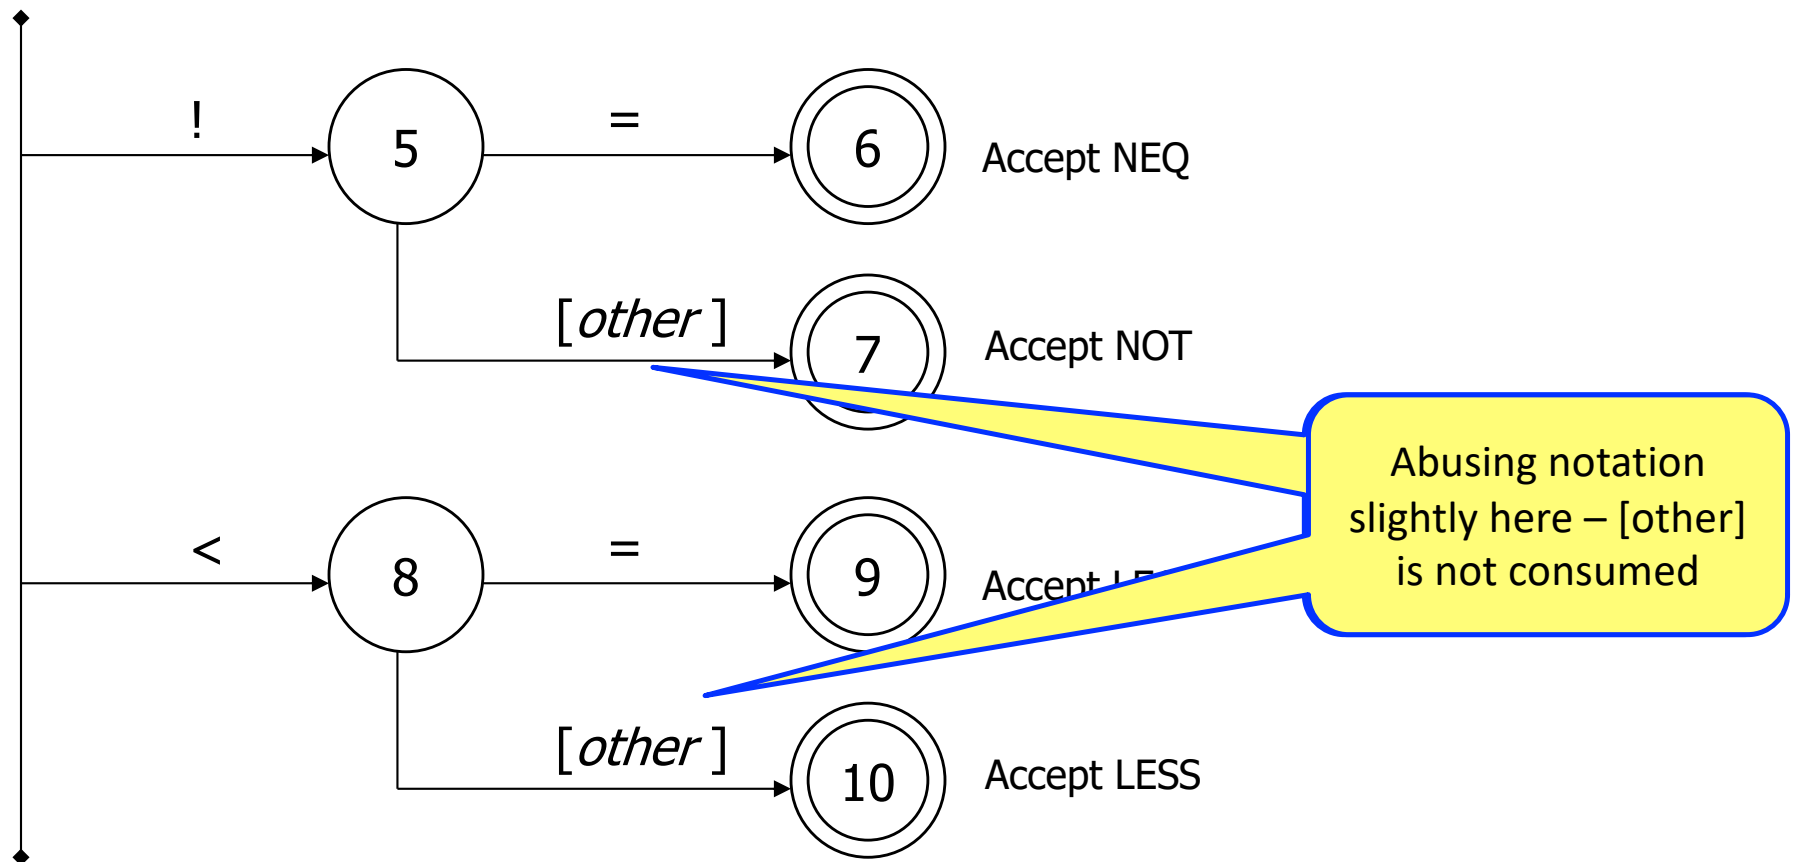 !
5
=
6
Accept NEQ
[other ]
7
Accept NOT
Abusing notation
slightly here – [other]
is not consumed
<
8
=
9
Accept
[other ]
10
Accept LESS